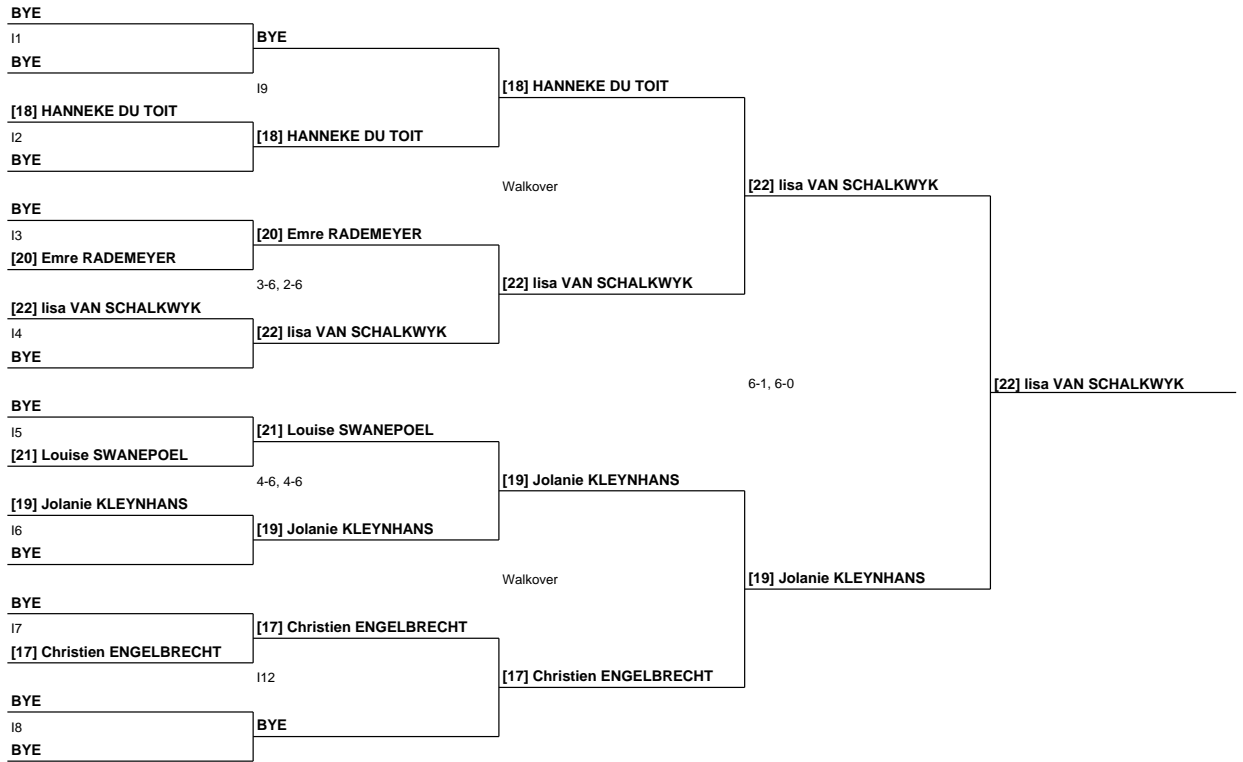 BYE
I1
BYE
BYE
I9
[18] HANNEKE DU TOIT
[18] HANNEKE DU TOIT
I2
[18] HANNEKE DU TOIT
BYE
Walkover
[22] lisa VAN SCHALKWYK
BYE
I3
[20] Emre RADEMEYER
[20] Emre RADEMEYER
3-6, 2-6
[22] lisa VAN SCHALKWYK
[22] lisa VAN SCHALKWYK
I4
[22] lisa VAN SCHALKWYK
BYE
6-1, 6-0
[22] lisa VAN SCHALKWYK
BYE
I5
[21] Louise SWANEPOEL
[21] Louise SWANEPOEL
4-6, 4-6
[19] Jolanie KLEYNHANS
[19] Jolanie KLEYNHANS
I6
[19] Jolanie KLEYNHANS
BYE
Walkover
[19] Jolanie KLEYNHANS
BYE
I7
[17] Christien ENGELBRECHT
[17] Christien ENGELBRECHT
I12
[17] Christien ENGELBRECHT
BYE
I8
BYE
BYE